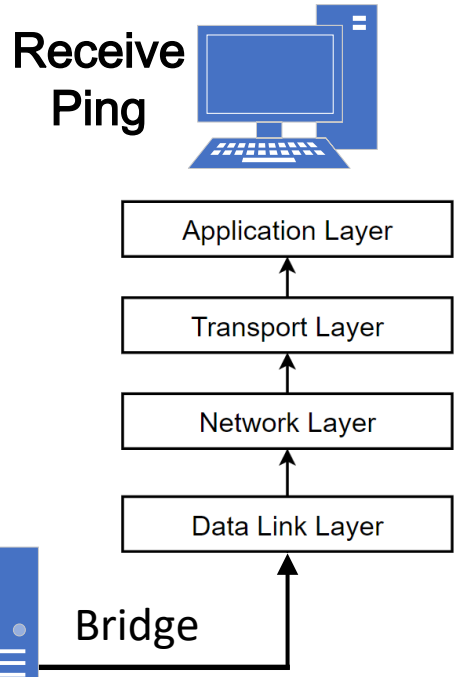 Receive
Ping
Application Layer
Transport Layer
Network Layer
Data Link Layer
Bridge